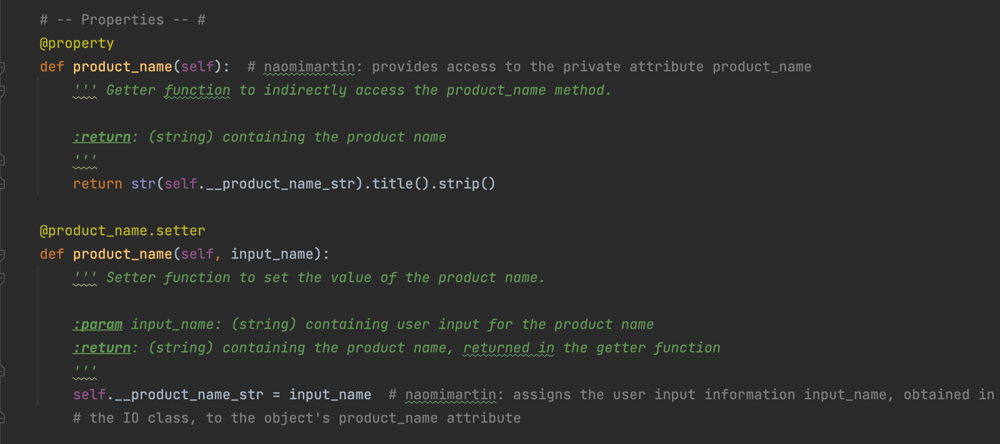 # -- Properties -- #
@property
def product_name(self):  # naomimartin: provides access to the private attribute product_name
''' Getter function to indirectly access the product_name method.
:return: (string) containing the product name
'''
return str(self.__product_name_str).title().strip()
@product_name.setter
def product_name(self, input_name):
''' Setter function to set the value of the product name.
:param input_name: (string) containing user input for the product name
:return: (string) containing the product name, returned in the getter function
'''
self.__product_name_str = input_name  # naomimartin: assigns the user input information input_name, obtained in
# the IO class, to the object's product_name attribute